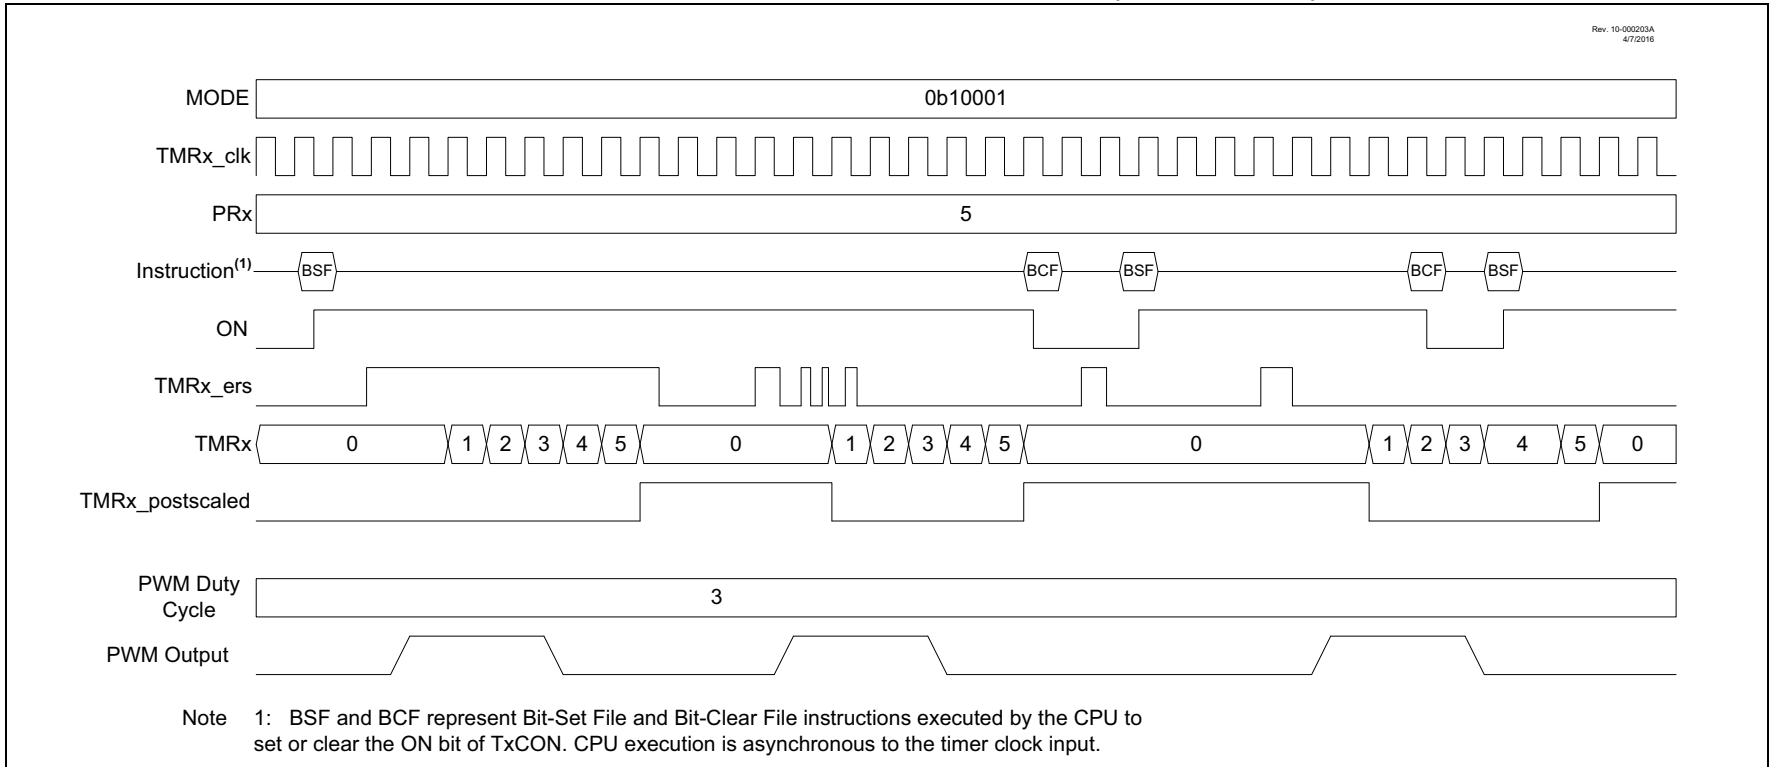 Rev. 10-000203A
4/7/2016
MODE 0b10001
TMRx_clk
PRx 5
Instruction(1) BSF BCF BSF BCF BSF
ON
TMRx_ers
TMRx 0 1 2 3 4 5 0 1 2 3 4 5 0 1 2 3 4 5 0
TMRx_postscaled
PWM Duty
Cycle 3
PWM Output
Note 1: BSF and BCF represent Bit-Set File and Bit-Clear File instructions executed by the CPU to
set or clear the ON bit of TxCON. CPU execution is asynchronous to the timer clock input.